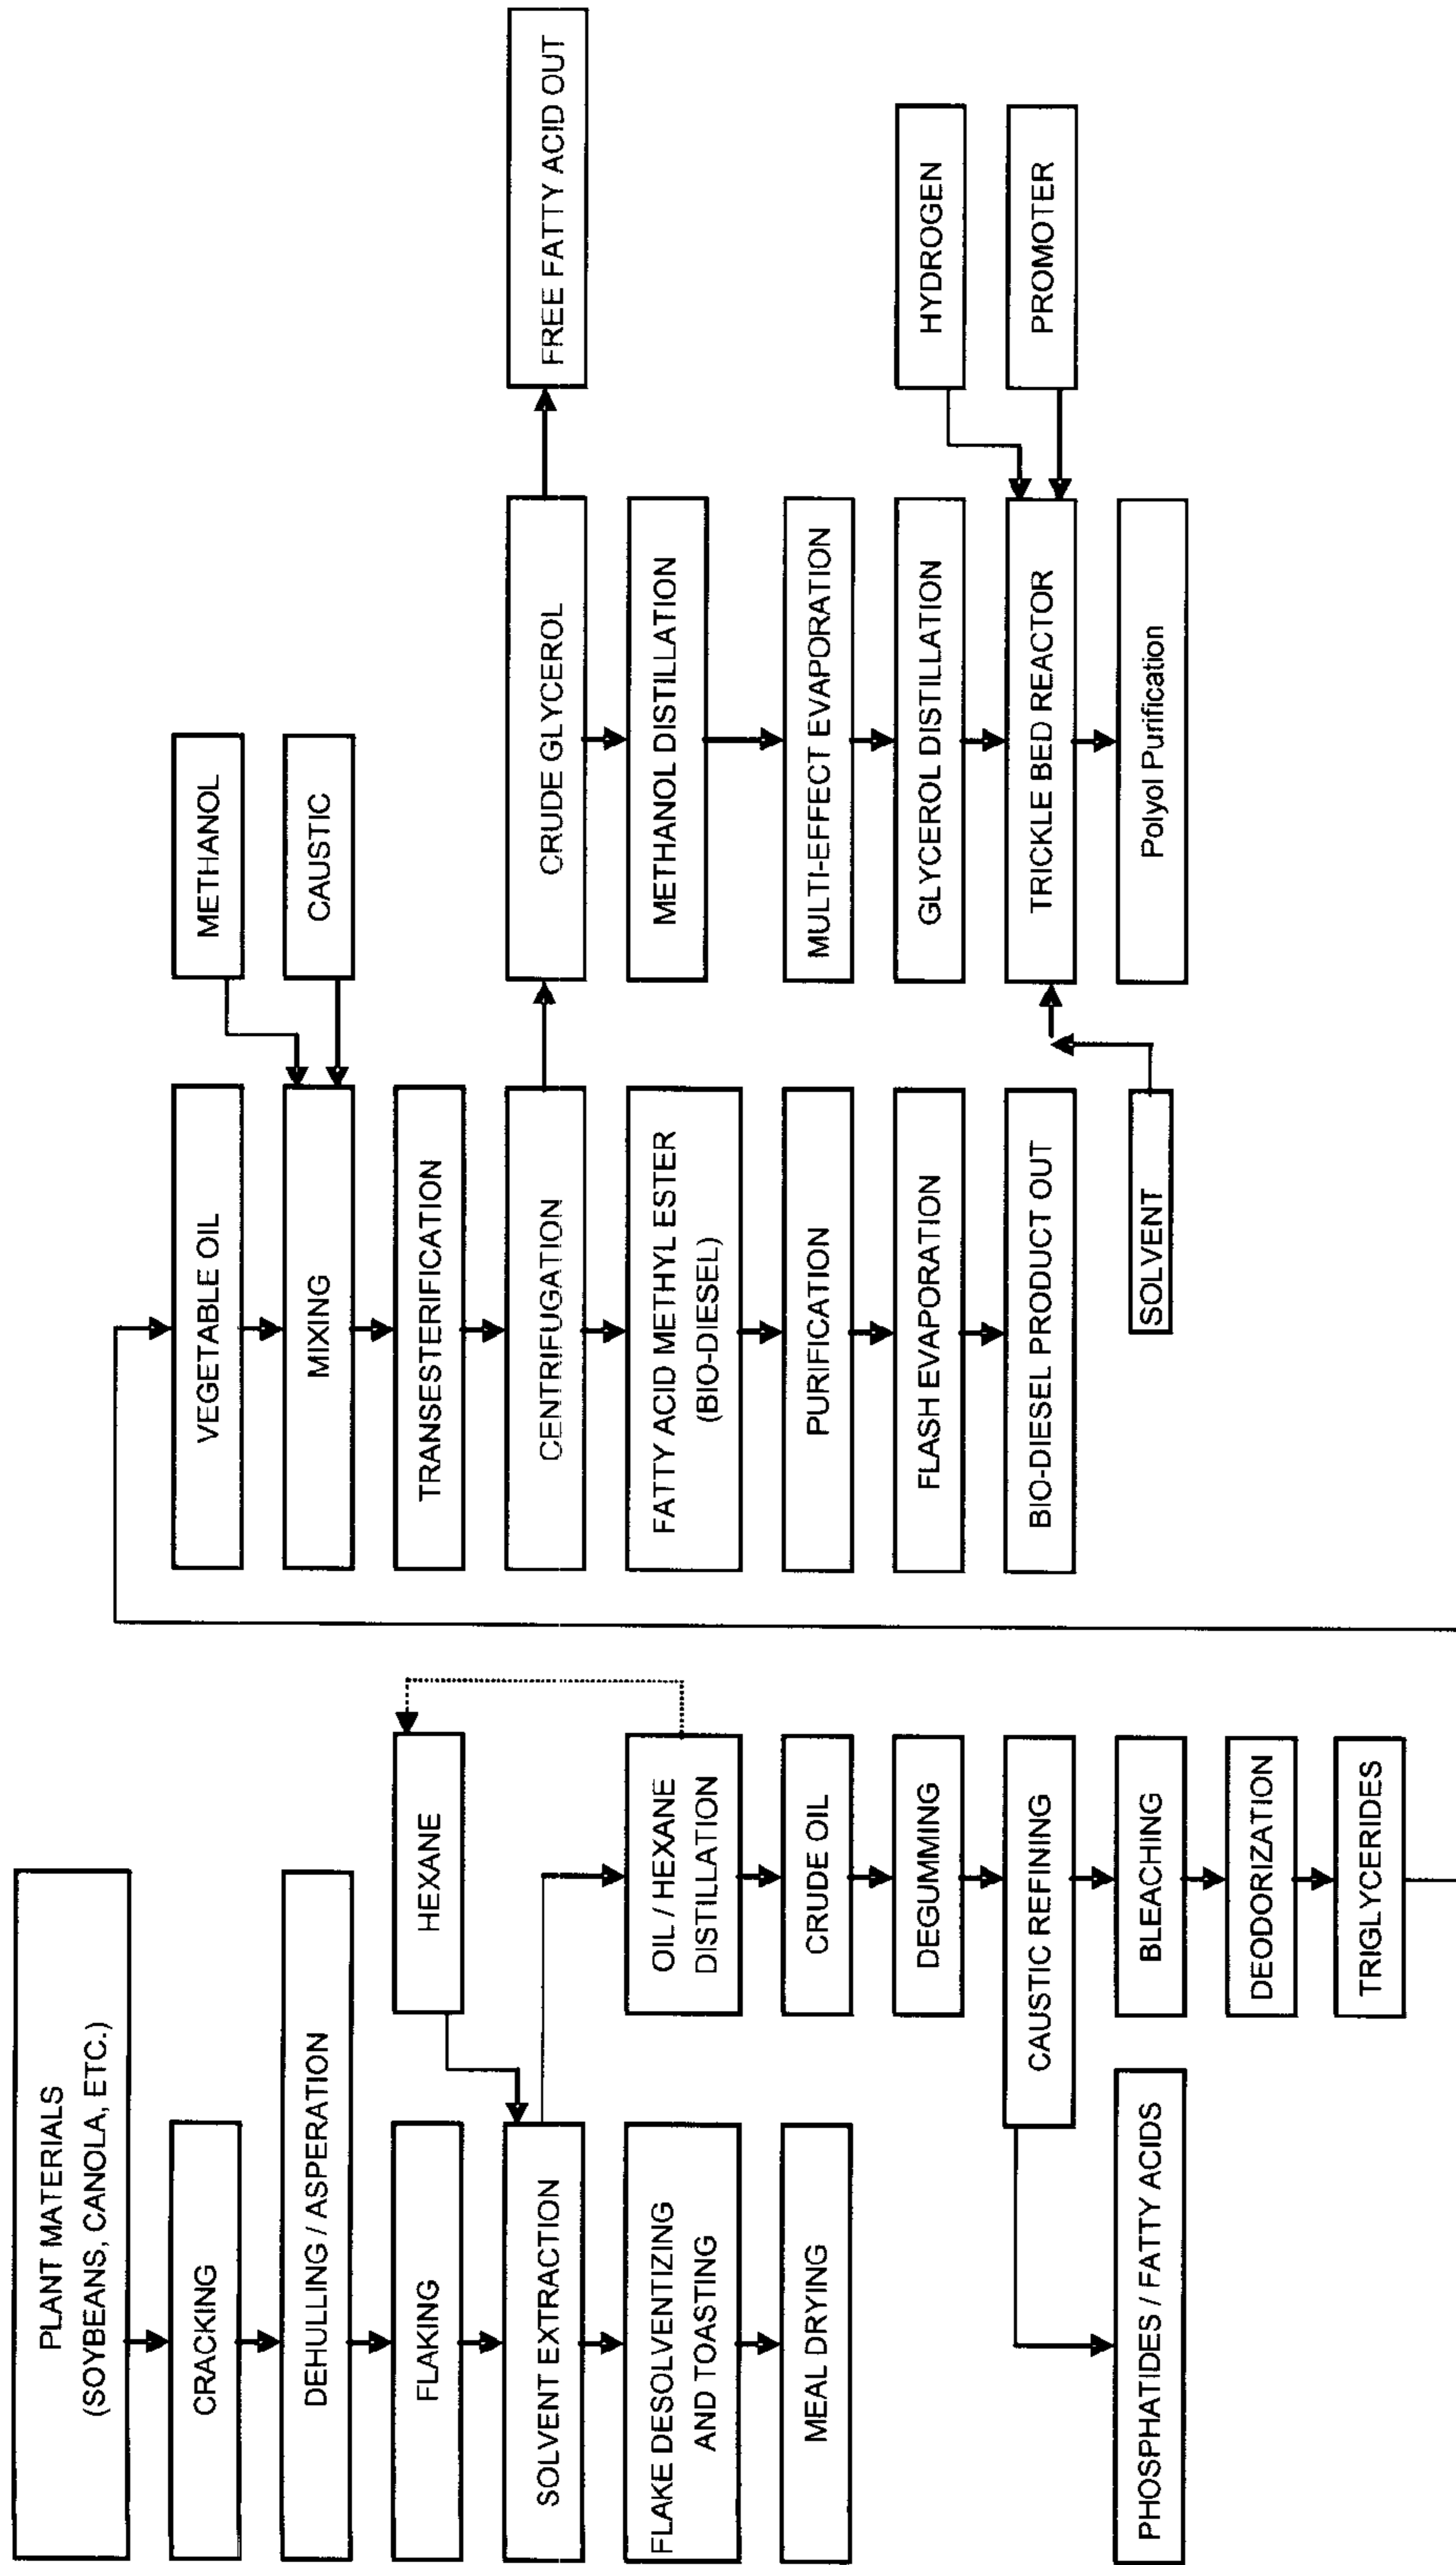 PLANT MATERIALS
(SOYBEANS, CANOLA, ETC.)
CRACKING
DEHULLING / ASPERATION
FLAKING
HEXANE
SOLVENT EXTRACTION
FLAKE DESOLVENTIZING
AND TOASTING
MEAL DRYING
OIL / HEXANE
DISTILLATION
CRUDE OIL
DEGUMMING
CAUSTIC REFINING
PHOSPHATIDES / FATTY ACIDS
BLEACHING
DEODORIZATION
TRIGLYCERIDES
VEGETABLE OIL
METHANOL
MIXING
CAUSTIC
TRANSESTERIFICATION
CENTRIFUGATION
FATTY ACID METHYL ESTER
(BIO-DIESEL)
PURIFICATION
FLASH EVAPORATION
BIO-DIESEL PRODUCT OUT
SOLVENT
CRUDE GLYCEROL
FREE FATTY ACID OUT
METHANOL DISTILLATION
MULTI-EFFECT EVAPORATION
GLYCEROL DISTILLATION
HYDROGEN
TRICKLE BED REACTOR
PROMOTER
Polyol Purification